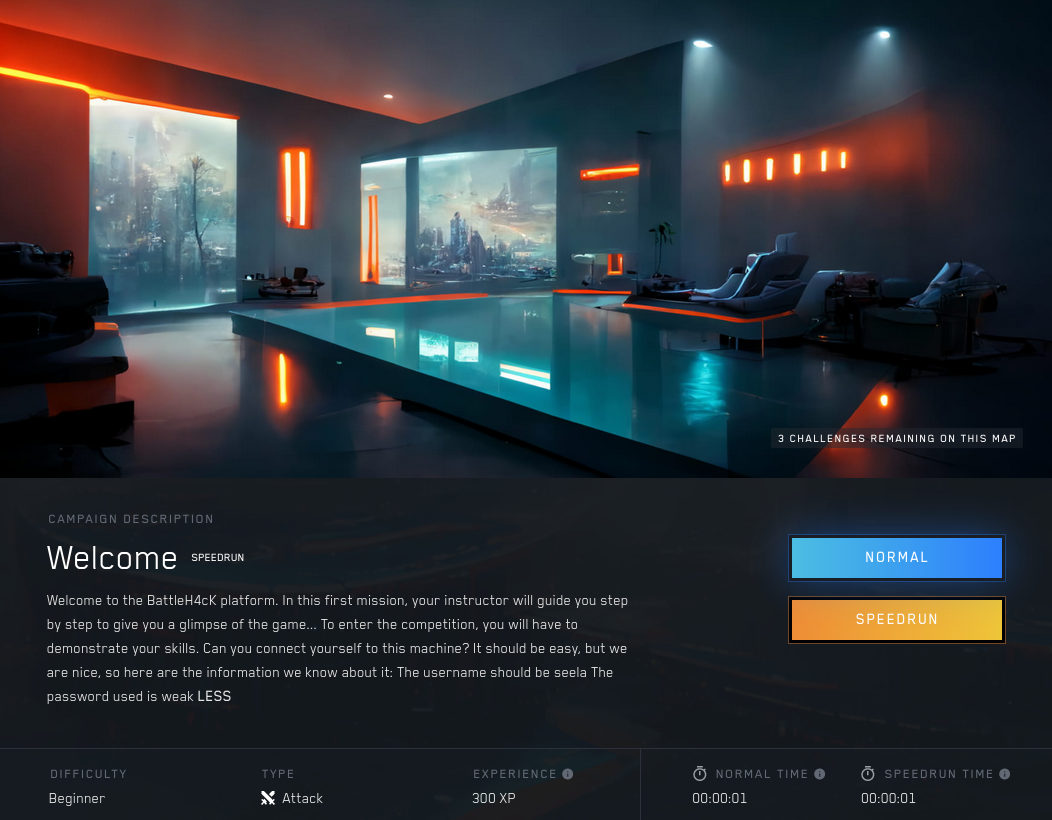 3 CHALLENGES REMAINING ON THIS MAP
CAMPAIGN DESCRIPTION
Welcome SPEEDRUN
Welcome to the BattleH4cK platform. In this first mission, your instructor will guide you step
by step to give you a glimpse of the game... To enter the competition, you will have to
demonstrate your skills. Can you connect yourself to this machine? It should be easy, but we
are nice, so here are the information we know about it: The username should be seela The
password used is weak LESS
NORMAL
SPEEDRUN
DIFFICULTY
Beginner
TYPE
Attack
EXPERIENCE
300 XP
NORMAL TIME
00:00:01
SPEEDRUN TIME
00:00:01